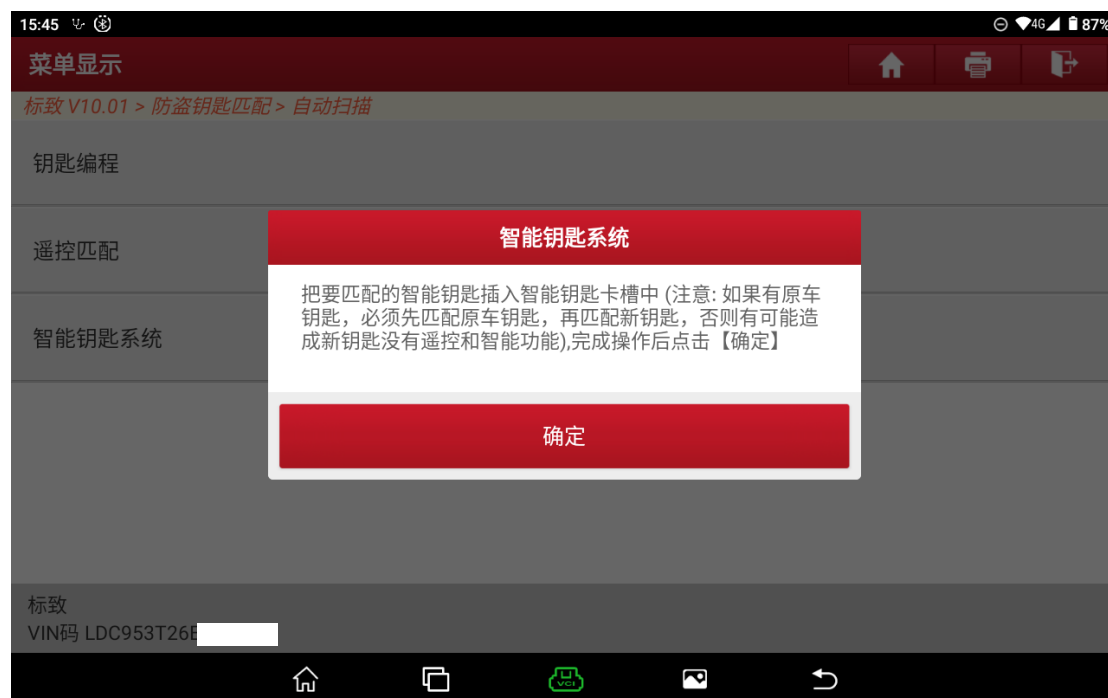 15:45
4G 87%
菜单显示
标致 V10.01 > 防盗钥匙匹配 > 自动扫描
钥匙编程
遥控匹配
智能钥匙系统
智能钥匙系统
把要匹配的智能钥匙插入智能钥匙卡槽中 (注意: 如果有原车
钥匙，必须先匹配原车钥匙，再匹配新钥匙，否则有可能造
成新钥匙没有遥控和智能功能),完成操作后点击【确定】
确定
标致
VIN码 LDC953T26
VCI